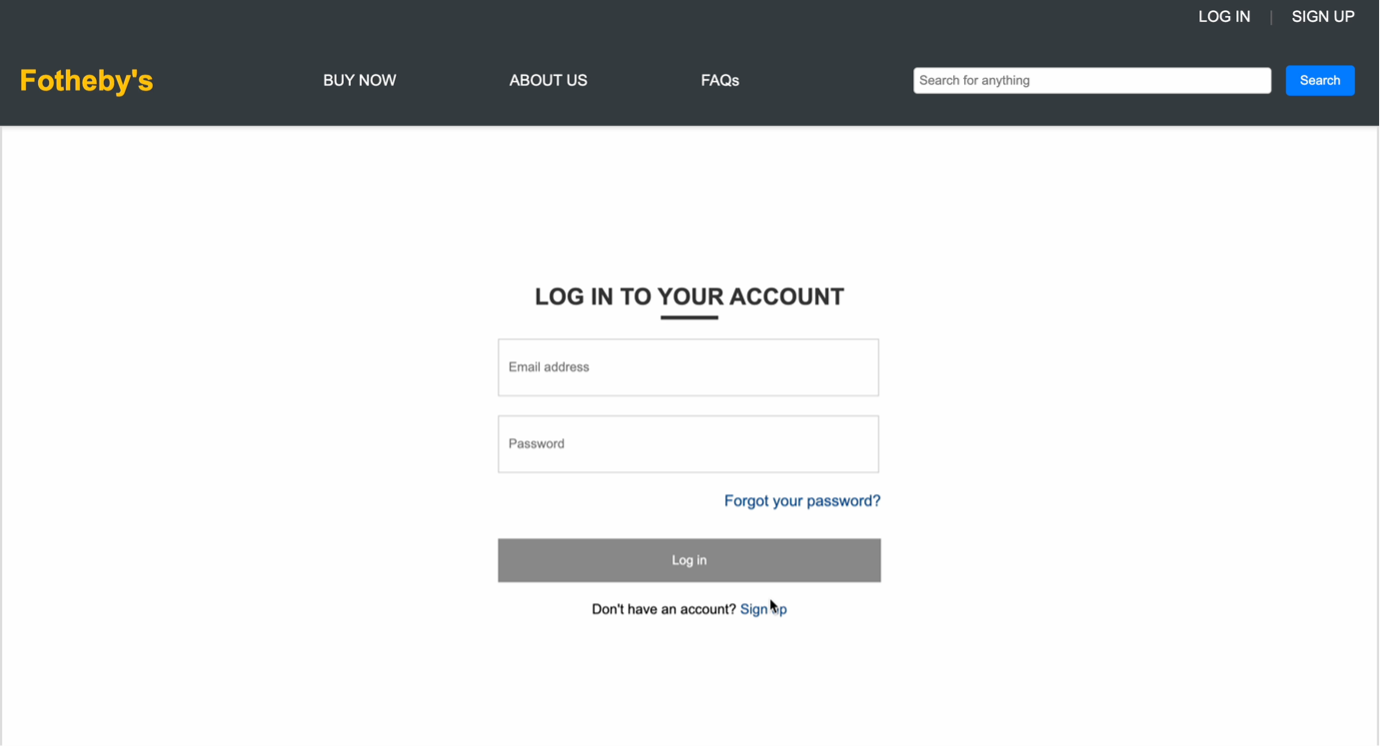 LOG IN | SIGN UP
Fotheby's BUY NOW ABOUT US FAQs Search for anything Search
LOG IN TO YOUR ACCOUNT
Email address
Password
Forgot your password?
Log in
Don't have an account? Sign up